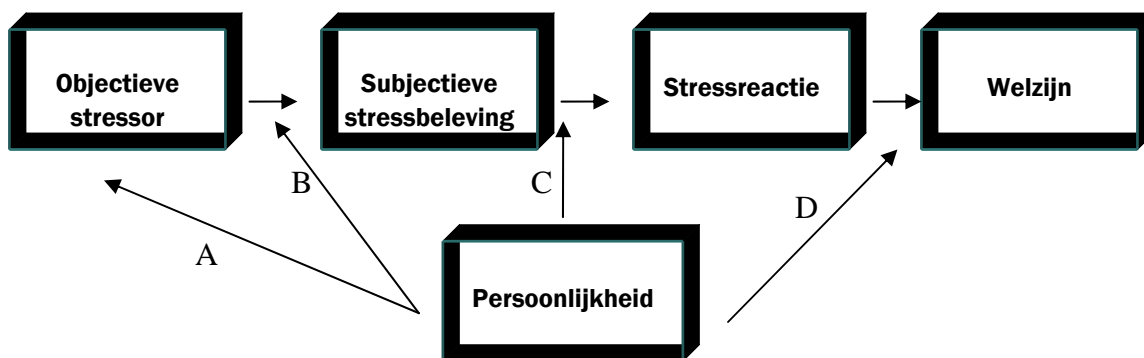 Objectieve
stressor
Subjectieve
stressbeleving
Stressreactie
Welzijn
B
C
D
A
Persoonlijkheid